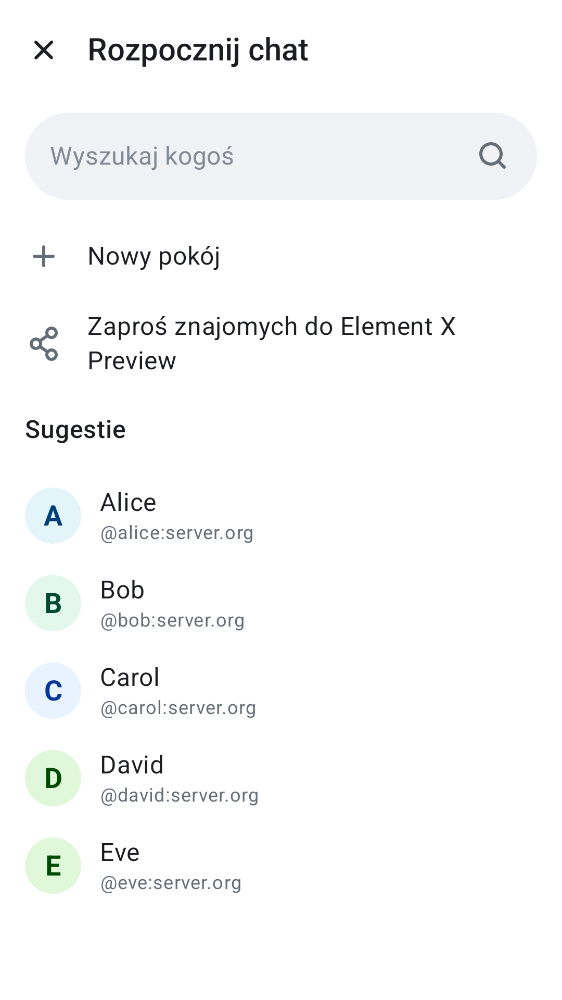 Rozpocznij chat
Wyszukaj kogoś
Nowy pokój
Zaproś znajomych do Element X
Preview
Sugestie
A
Alice
@alice:server.org
B
Bob
@bob:server.org
C
Carol
@carol:server.org
D
David
@david:server.org
E
Eve
@eve:server.org